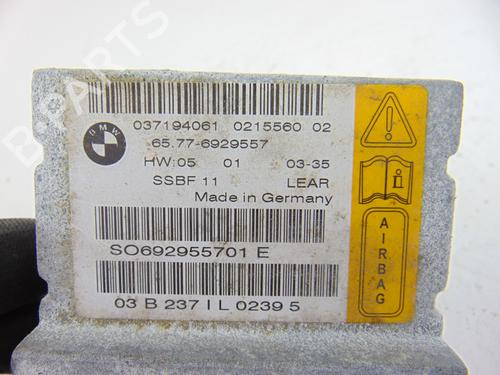 B-PARTS
BMW
037194061 0215560 02
65.77-6929557
HW:05 01 03-35
SSBF 11 LEAR
Made in Germany
SO692955701 E
03 B 237 I L 0239 5
AIRBAG